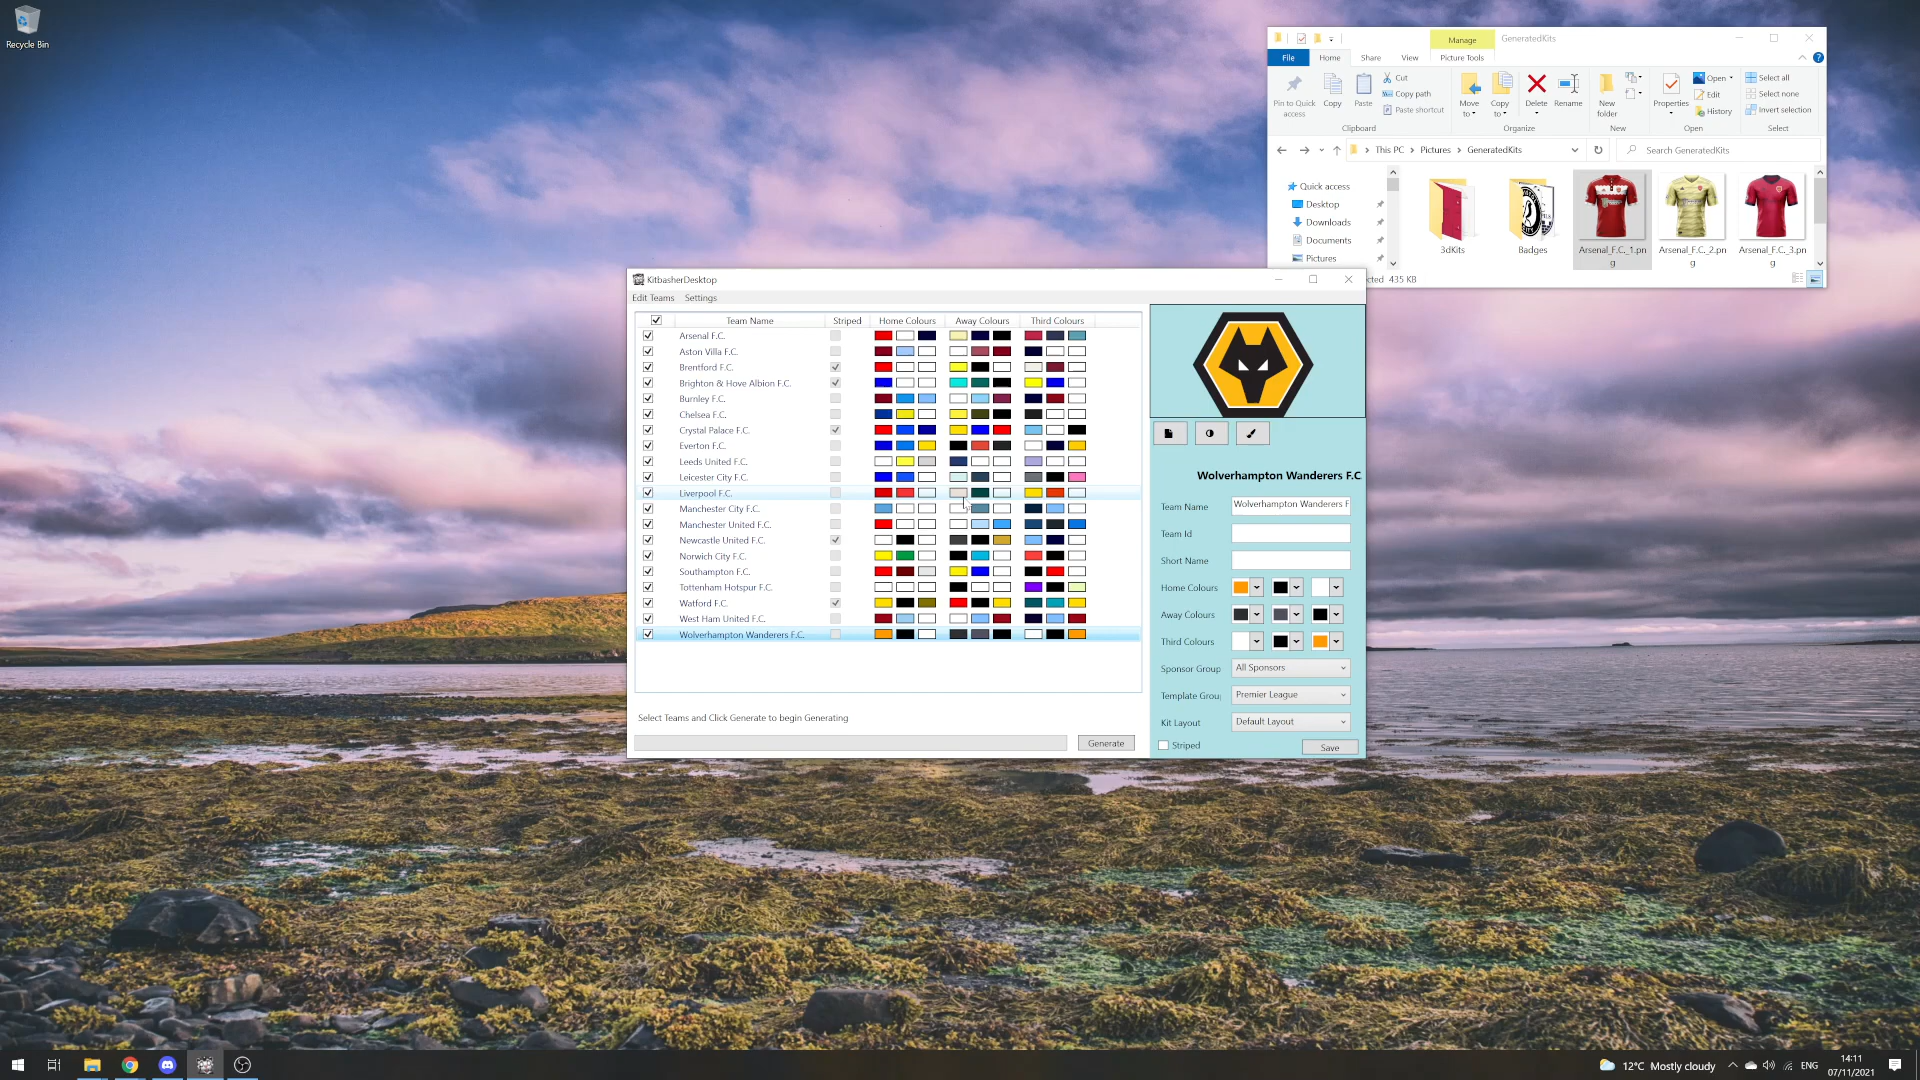 Recycle Bin
Manage
GeneratedKits
File
Home
Share
View
Picture Tools
Pin to Quick access
Copy
Paste
Cut
Copy path
Paste shortcut
Move to
Copy to
Delete
Rename
New folder
Properties
Open
Edit
History
Select all
Select none
Invert selection
Clipboard
Organize
New
Open
Select
This PC
Pictures
GeneratedKits
Search GeneratedKits
Quick access
Desktop
Downloads
Documents
Pictures
3dKits
Badges
Arsenal_F.C._1.png
Arsenal_F.C._2.png
Arsenal_F.C._3.png
cted 435 KB
KitbasherDesktop
Edit Teams
Settings
Team Name
Striped
Home Colours
Away Colours
Third Colours
Arsenal F.C.
Aston Villa F.C.
Brentford F.C.
Brighton & Hove Albion F.C.
Burnley F.C.
Chelsea F.C.
Crystal Palace F.C.
Everton F.C.
Leeds United F.C.
Leicester City F.C.
Liverpool F.C.
Manchester City F.C.
Manchester United F.C.
Newcastle United F.C.
Norwich City F.C.
Southampton F.C.
Tottenham Hotspur F.C.
Watford F.C.
West Ham United F.C.
Wolverhampton Wanderers F.C.
Select Teams and Click Generate to begin Generating
Generate
Wolverhampton Wanderers F.C
Team Name
Wolverhampton Wanderers F
Team Id
Short Name
Home Colours
Away Colours
Third Colours
Sponsor Group
All Sponsors
Template Grou
Premier League
Kit Layout
Default Layout
Striped
Save
12°C Mostly cloudy
ENG
14:11
07/11/2021